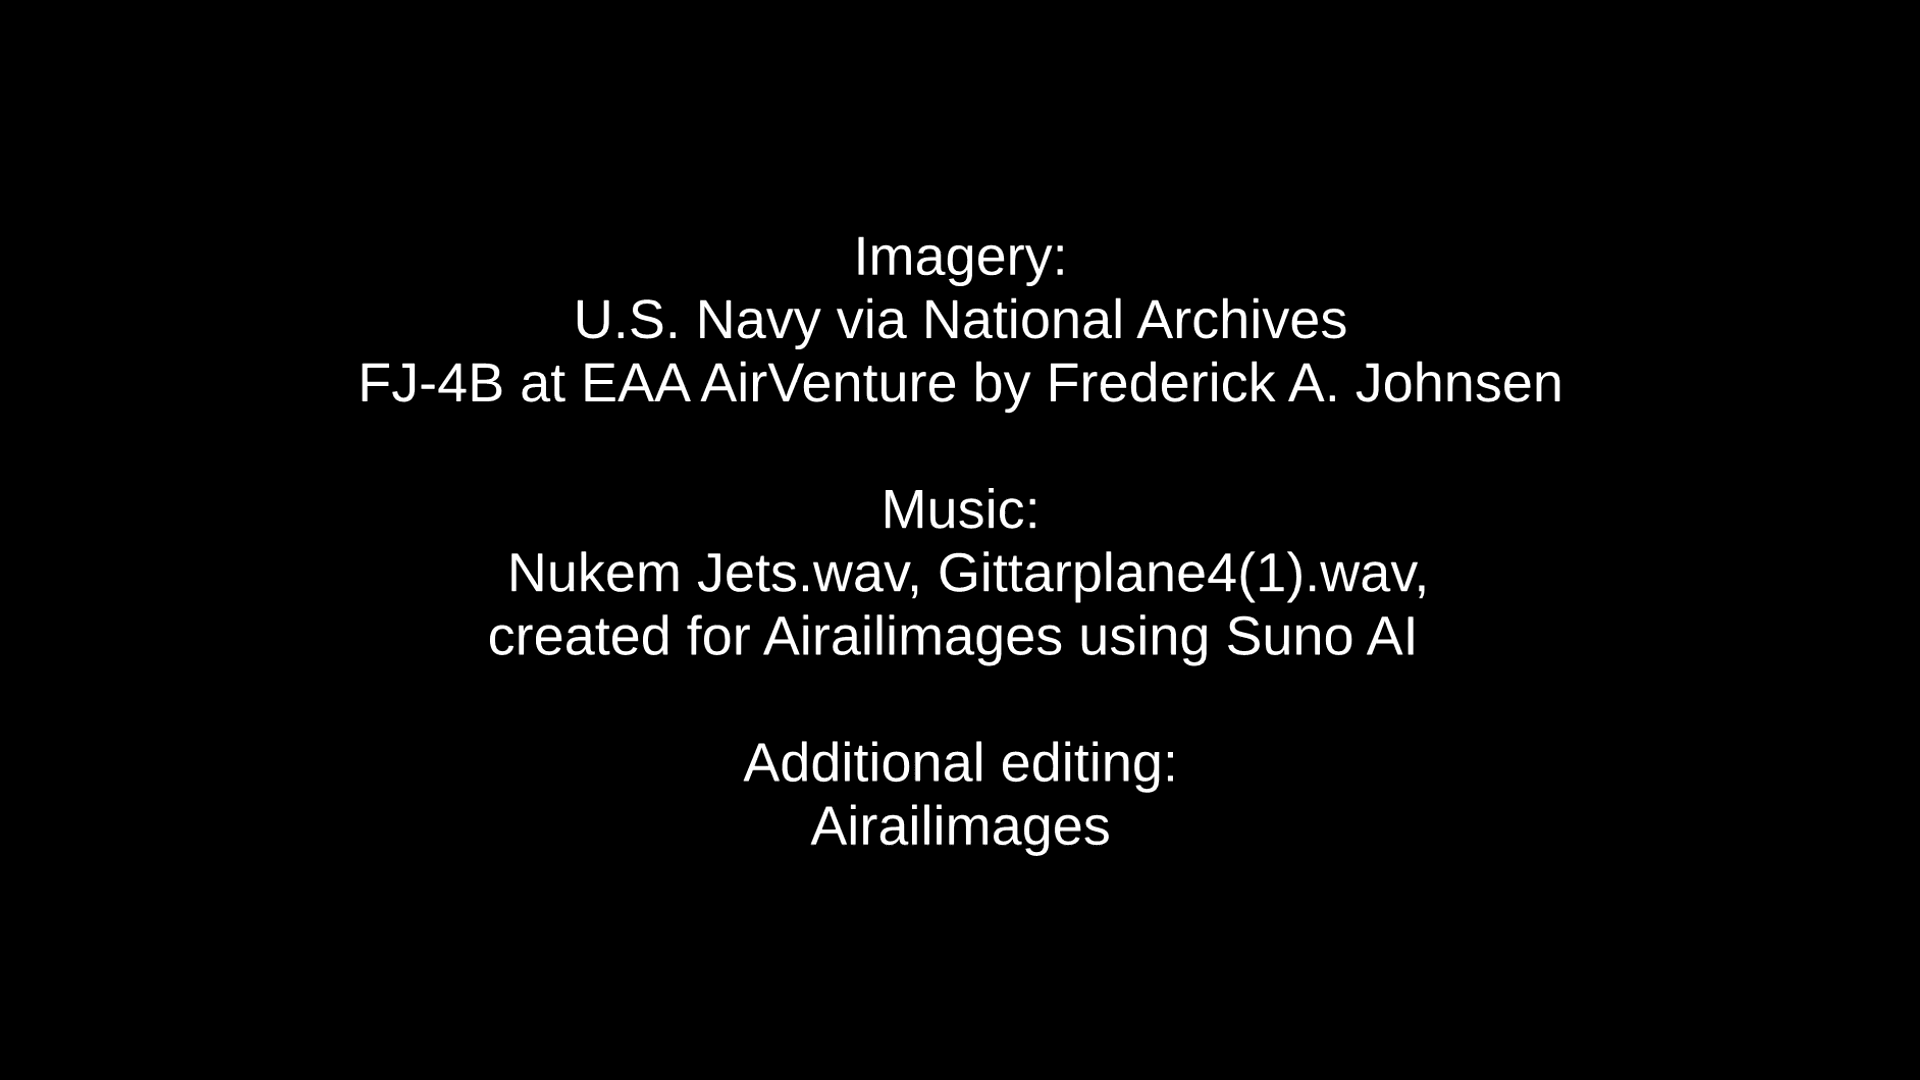 Imagery:
U.S. Navy via National Archives
FJ-4B at EAA AirVenture by Frederick A. Johnsen
Music:
Nukem Jets.wav, Gittarplane4(1).wav,
created for Airailimages using Suno AI
Additional editing:
Airailimages